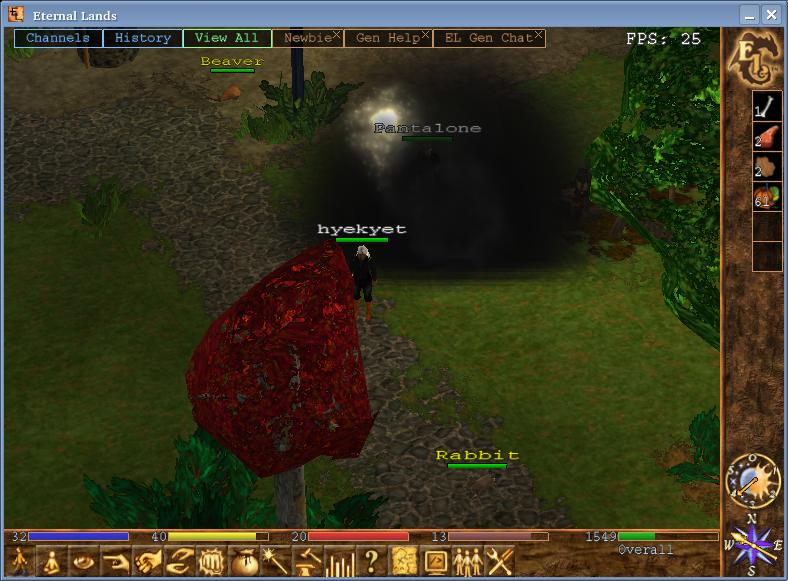 Eternal Lands
Channels History View All Newbie Gen Help EL Gen Chat
FPS: 25
Beaver
Pantalone
hyekyet
Rabbit
1
2
2
61
32 40 20 13 1549
Overall
N
W E
S